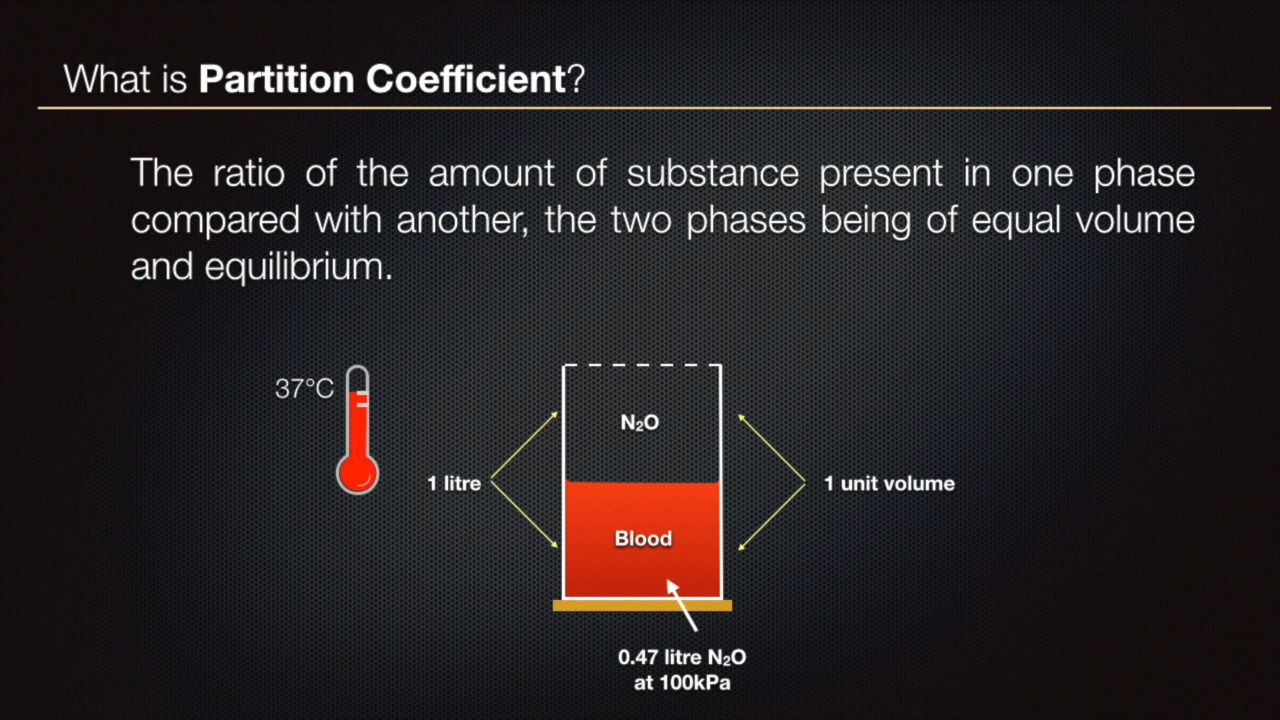 What is Partition Coefficient?
The ratio of the amount of substance present in one phase
compared with another, the two phases being of equal volume
and equilibrium.
37°C
N₂O
1 litre
1 unit volume
Blood
0.47 litre N₂O
at 100kPa